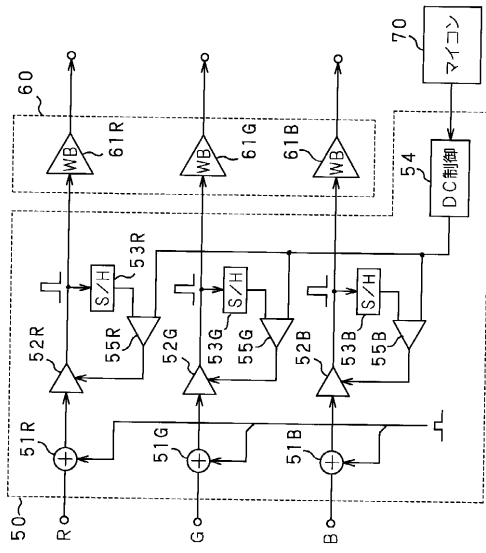 50
R
51R
52R
55R
S/H
53R
60
WB
61R
G
51G
52G
55G
S/H
53G
WB
61G
B
51B
52B
55B
S/H
53B
WB
61B
54
DC制御
70
マイコン